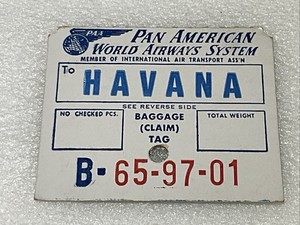 PAA
PAN AMERICAN
WORLD AIRWAYS SYSTEM
MEMBER OF INTERNATIONAL AIR TRANSPORT ASS'N
TO HAVANA
SEE REVERSE SIDE
NO CHECKED PCS. BAGGAGE TOTAL WEIGHT
(CLAIM)
TAG
B-65-97-01